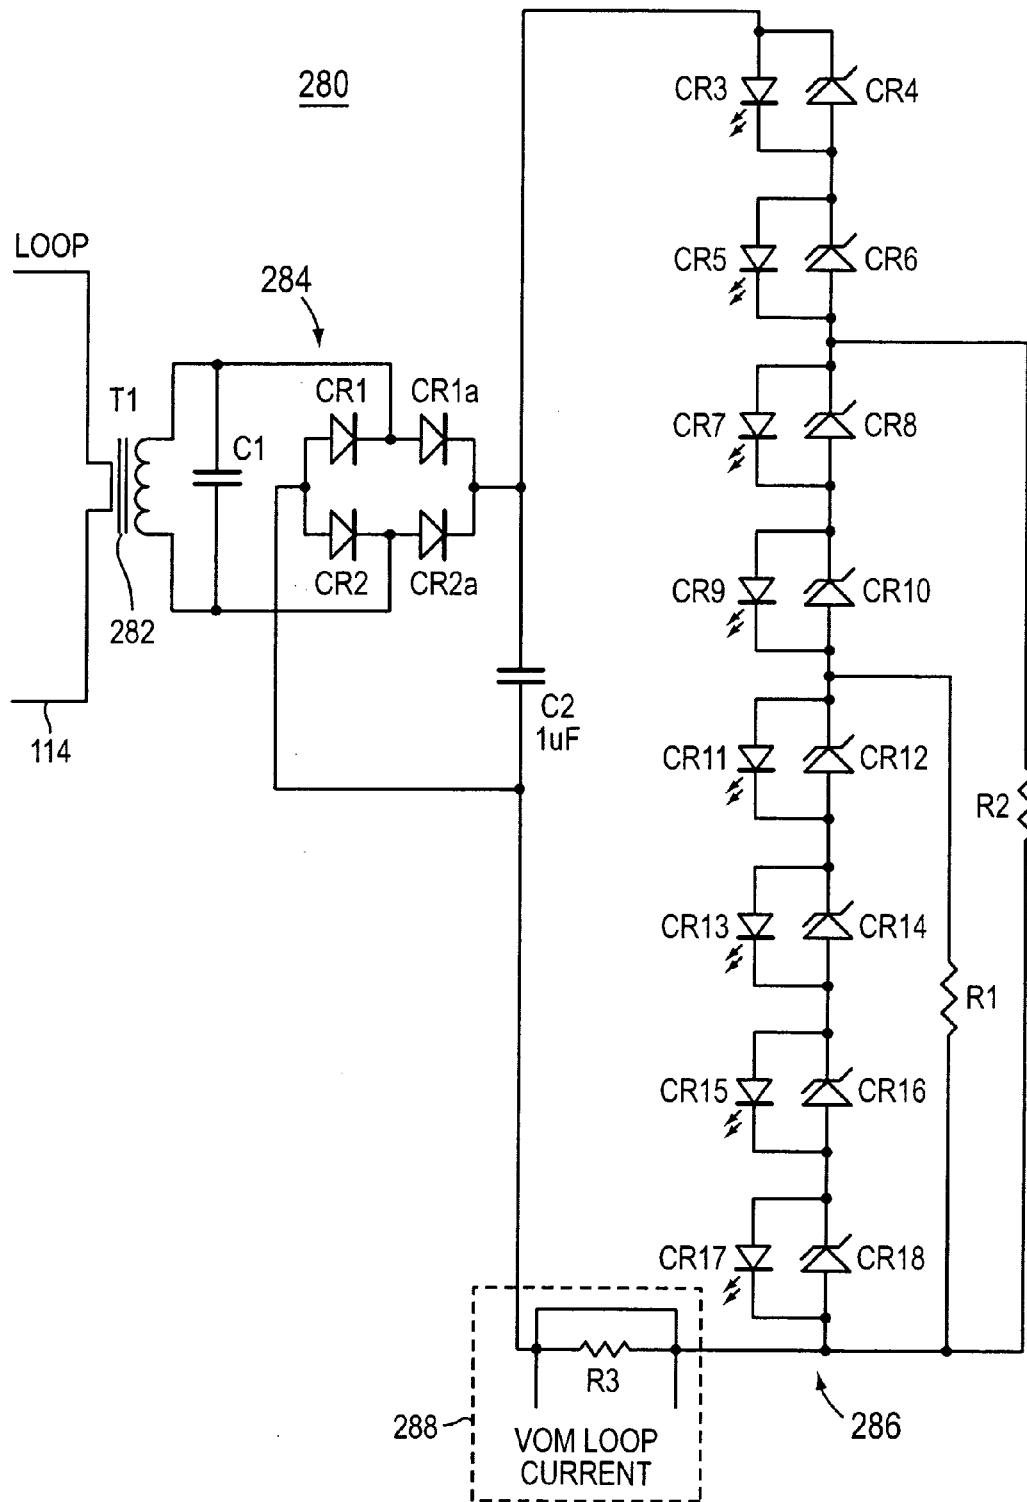 280
CR3
CR4
LOOP
CR5
CR6
284
T1
CR1
CR1a
C1
CR7
CR8
CR2
CR2a
CR9
CR10
282
C2
1uF
114
CR11
CR12
R2
CR13
CR14
R1
CR15
CR16
CR17
CR18
R3
288
286
VOM LOOP
CURRENT